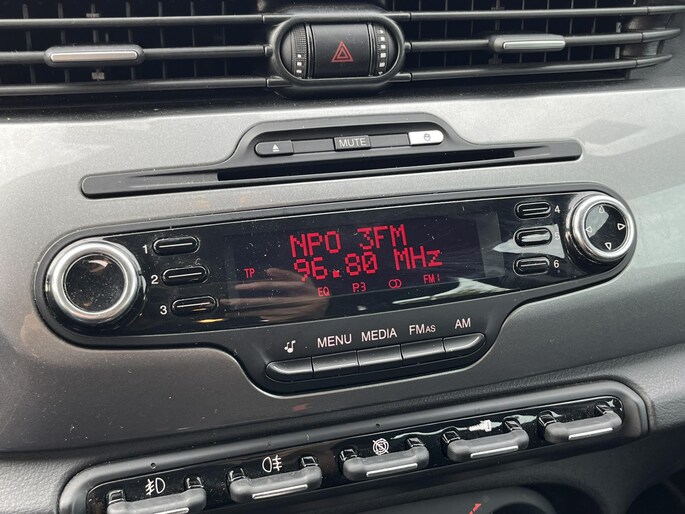 MUTE
1
NPO 3FM
4
2
TP
96.80 MHz
5
3
EQ P3 FM1
6
MENU MEDIA FMAS AM